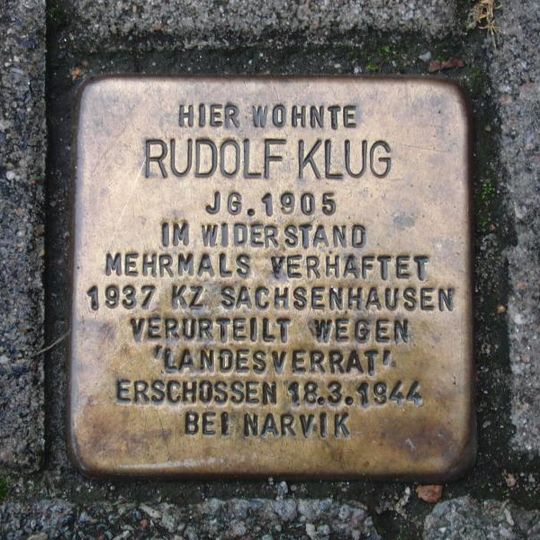 HIER WOHNTE
RUDOLF KLUG
JG. 1905
IM WIDERSTAND
MEHRMALS VERHAFTET
1937 KZ SACHSENHAUSEN
VERURTEILT WEGEN
'LANDESVERRAT'
ERSCHOSSEN 18.3.1944
BEI NARVIK